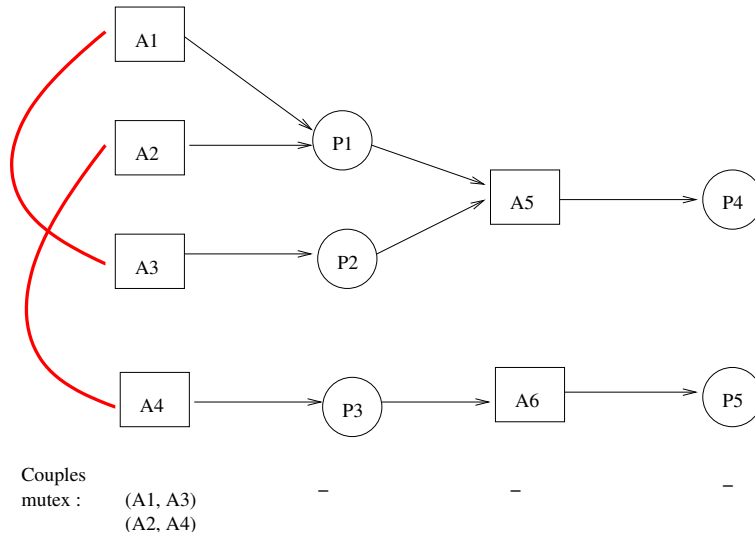 A1
A2
P1
A5
P4
A3
P2
A4
P3
A6
P5
Couples
mutex :
(A1, A3)
(A2, A4)
–
–
–